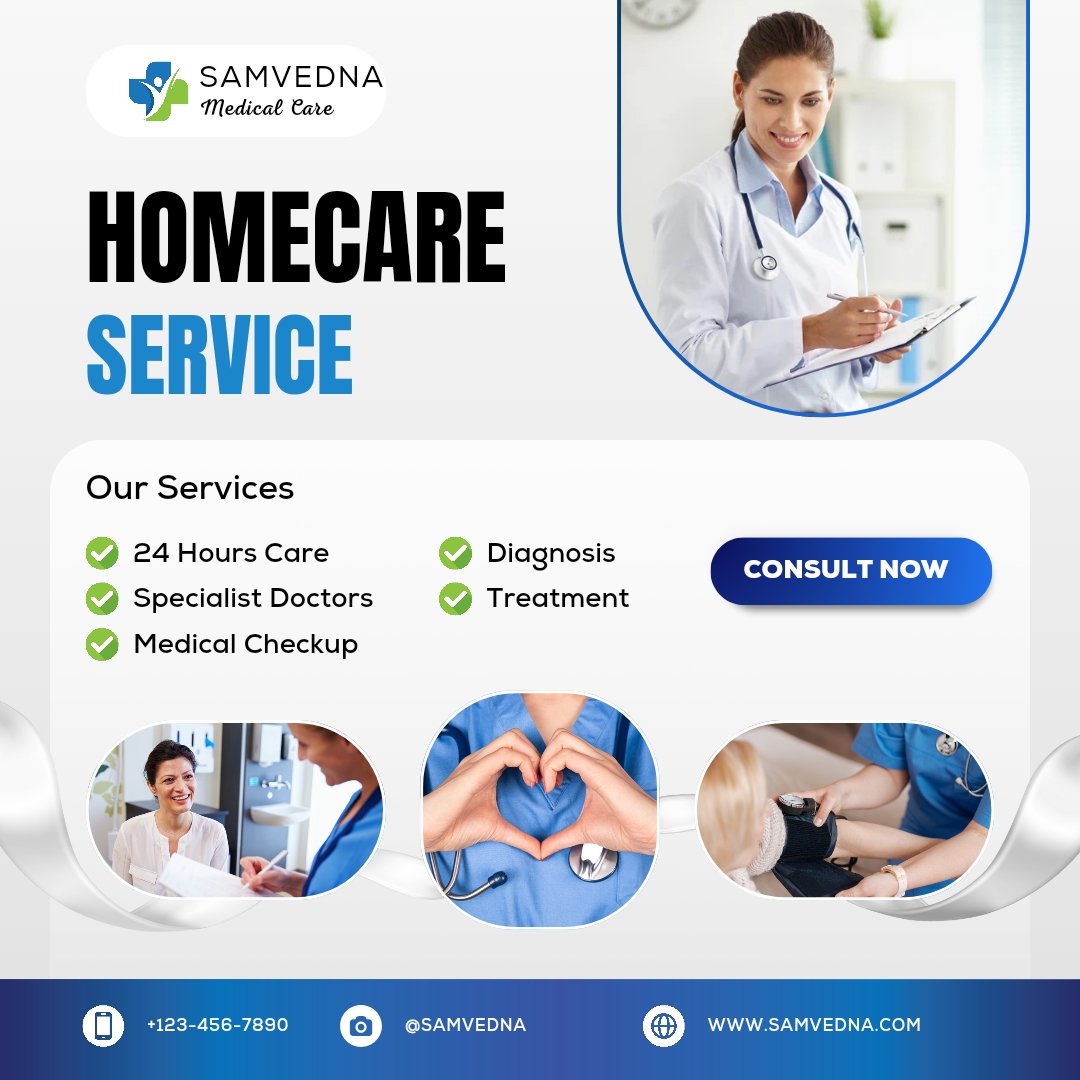 SAMVEDNA
Medical Care
HOMECARE
SERVICE
Our Services
24 Hours Care
Specialist Doctors
Medical Checkup
Diagnosis
Treatment
CONSULT NOW
+123-456-7890
@SAMVEDNA
WWW.SAMVEDNA.COM